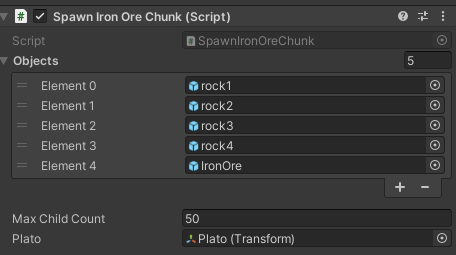 Spawn Iron Ore Chunk (Script)
Script SpawnIronOreChunk
Objects 5
Element 0 rock1
Element 1 rock2
Element 2 rock3
Element 3 rock4
Element 4 IronOre
Max Child Count 50
Plato Plato (Transform)